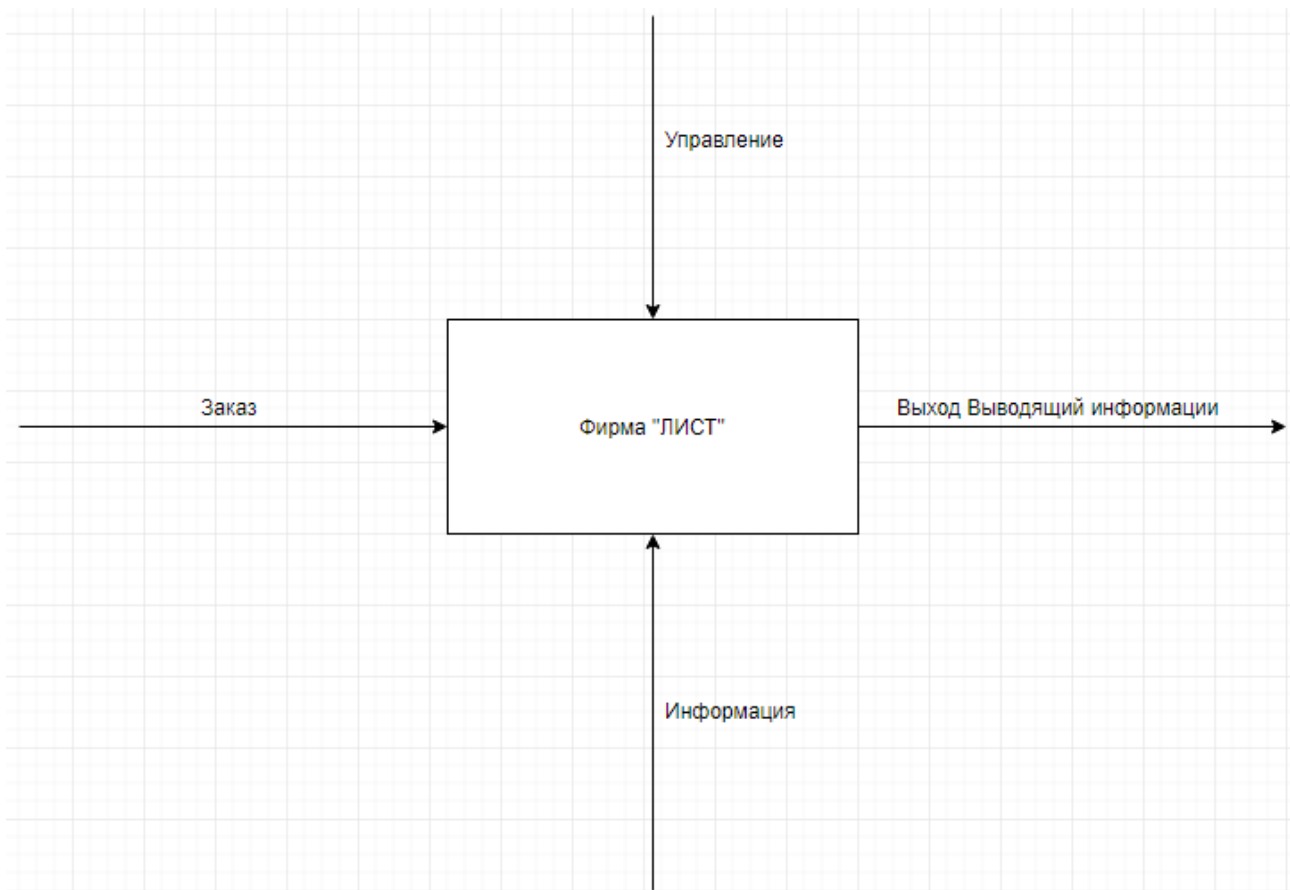 Управление
Заказ
Выход Выводящий информации
Фирма "ЛИСТ"
Информация